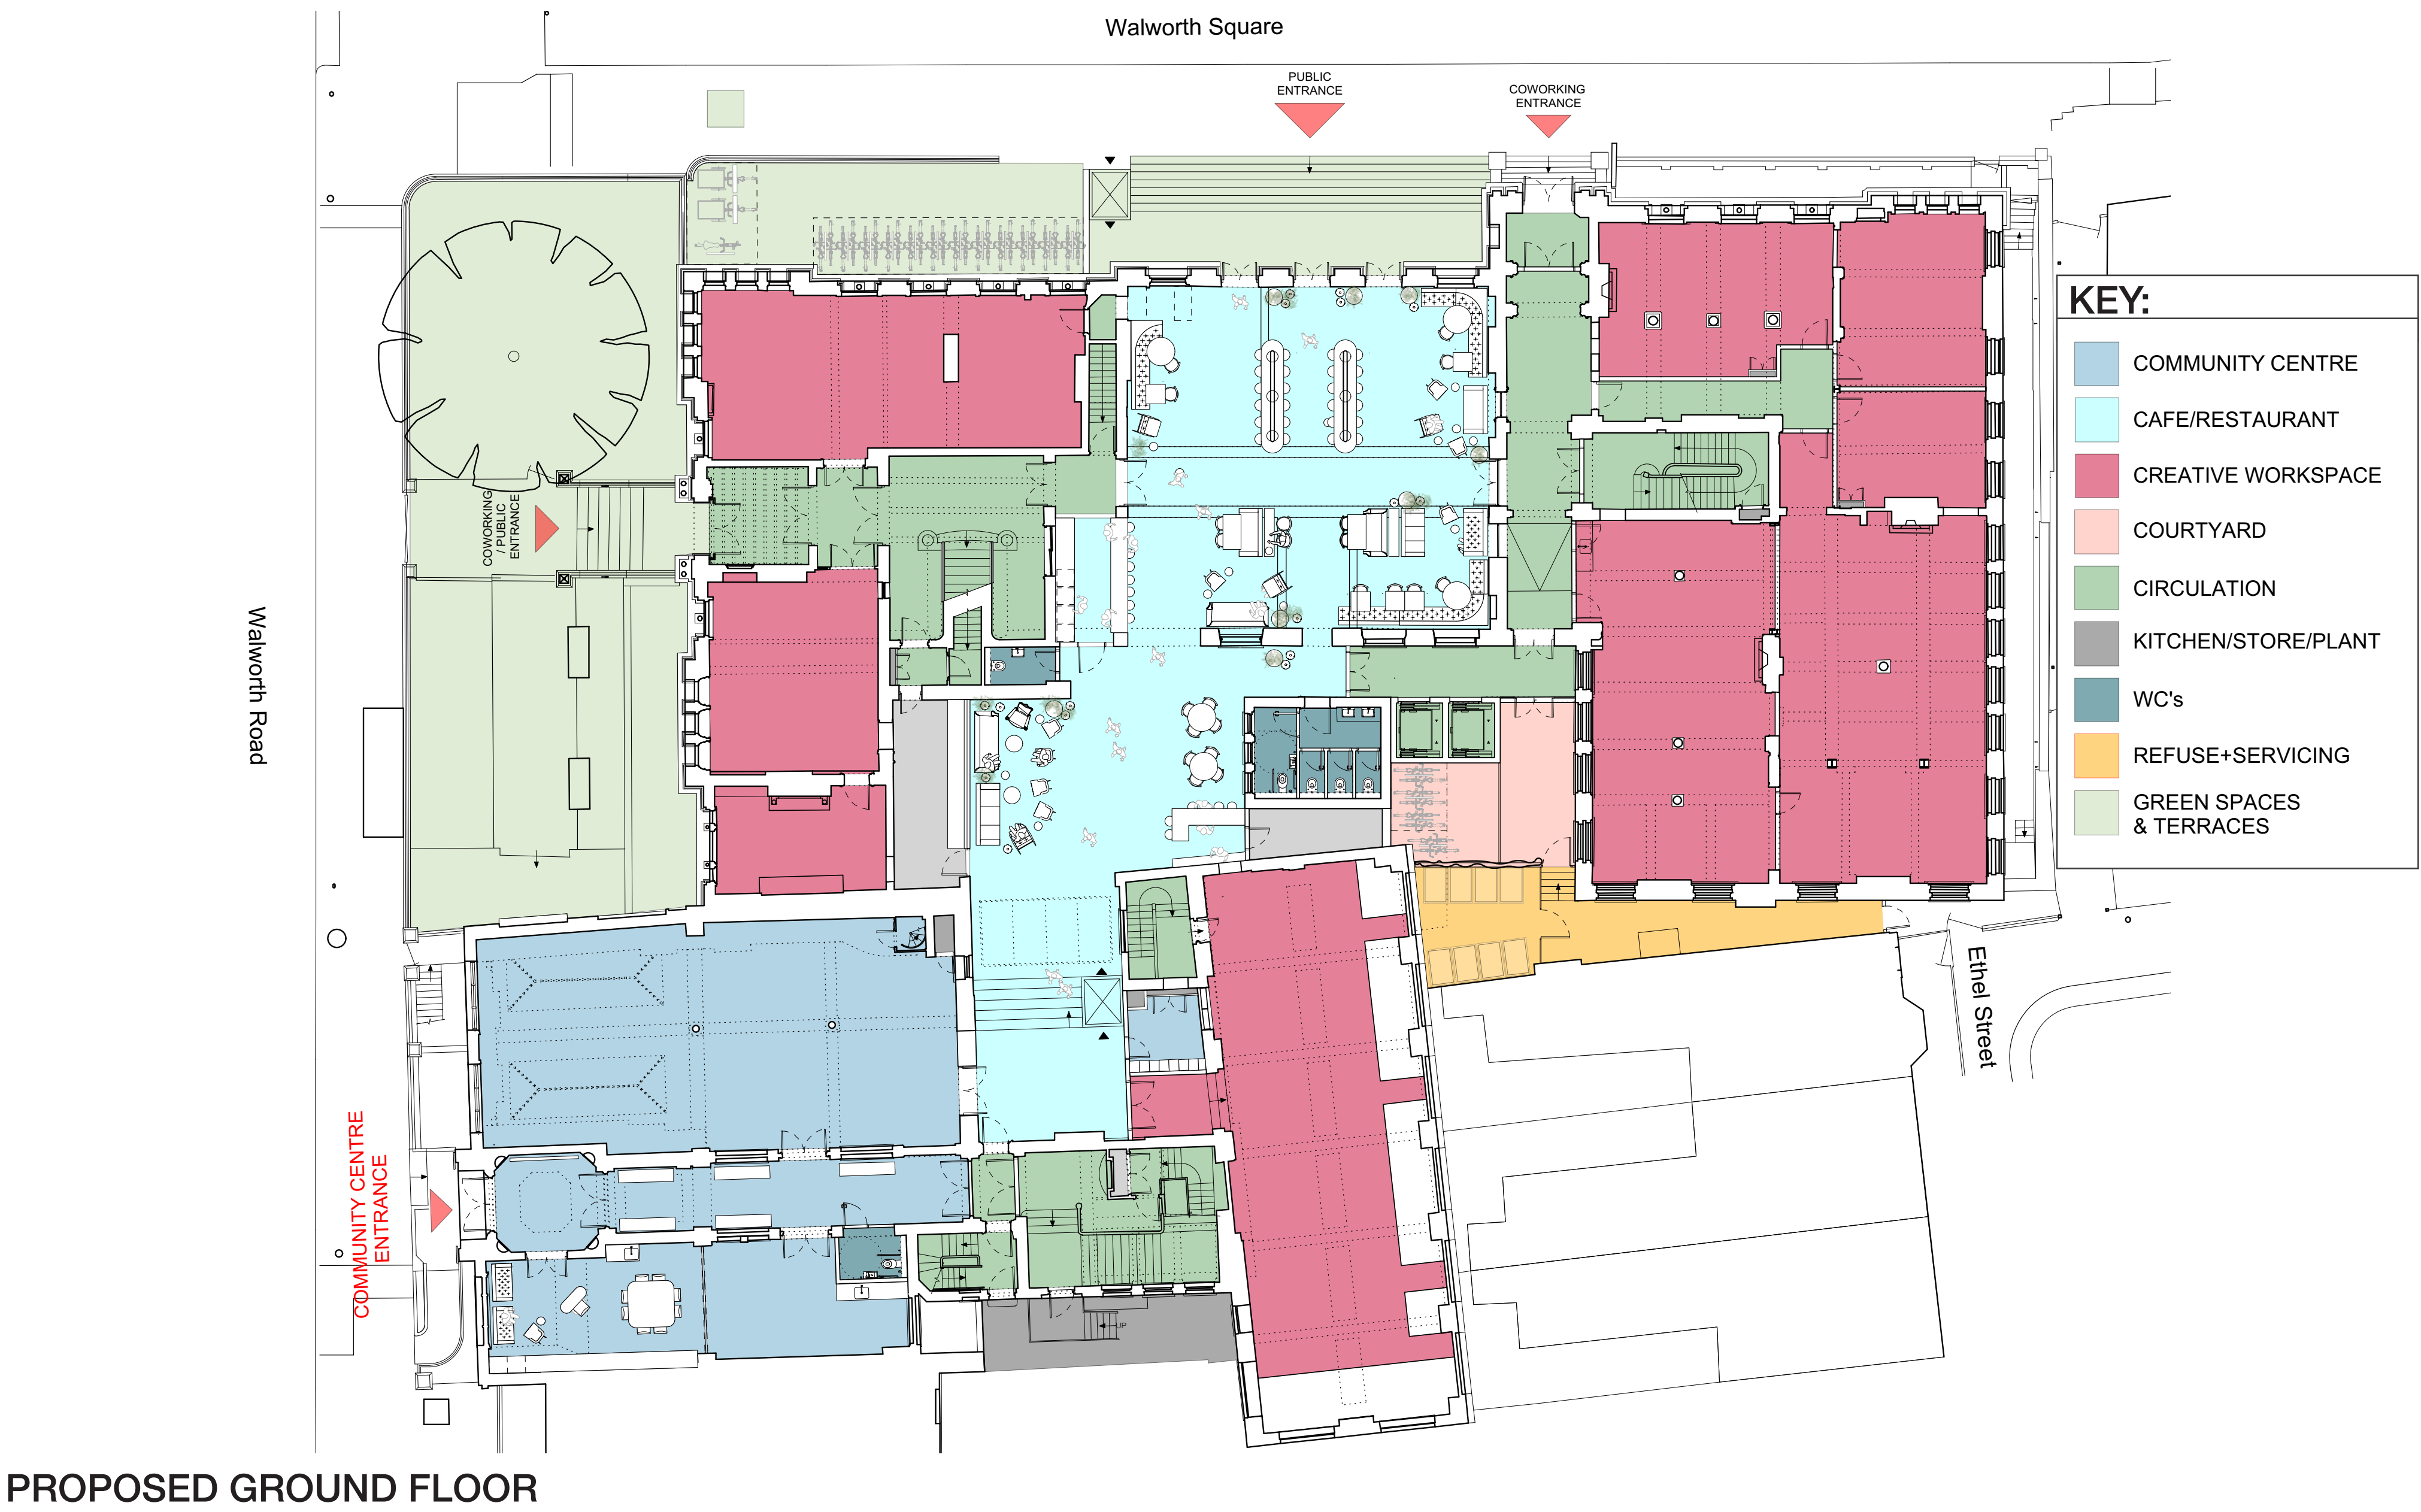 Walworth Square
PUBLIC
ENTRANCE
COWORKING
ENTRANCE
COWORKING
/ PUBLIC
ENTRANCE
Walworth Road
COMMUNITY CENTRE
ENTRANCE
UP
Ethel Street
KEY:
COMMUNITY CENTRE
CAFE/RESTAURANT
CREATIVE WORKSPACE
COURTYARD
CIRCULATION
KITCHEN/STORE/PLANT
WC's
REFUSE+SERVICING
GREEN SPACES
& TERRACES
PROPOSED GROUND FLOOR